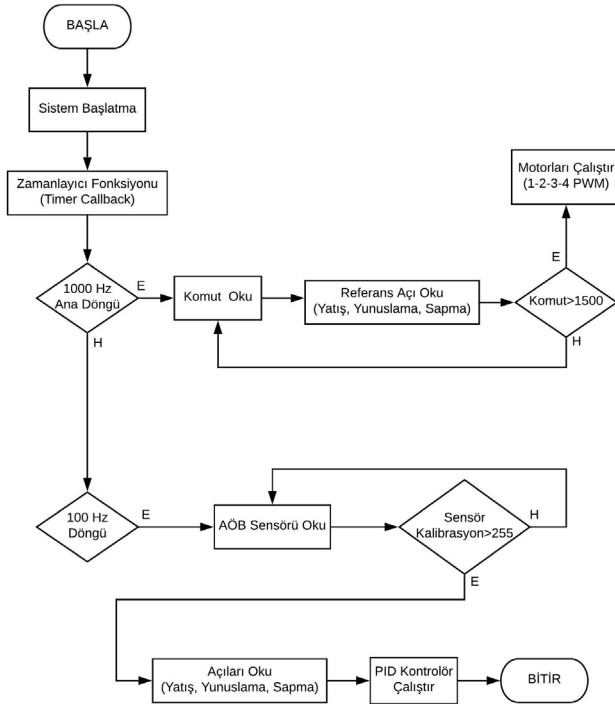 BAŞLA
Sistem Başlatma
Zamanlayıcı Fonksiyonu
(Timer Callback)
Motorları Çalıştır
(1-2-3-4 PWM)
E
1000 Hz
Ana Döngü
E
Komut Oku
Referans Açı Oku
(Yatış, Yunuslama, Sapma)
Komut>1500
H
H
100 Hz
Döngü
E
AÖB Sensörü Oku
Sensör
Kalibrasyon>255
H
E
Açıları Oku
(Yatış, Yunuslama, Sapma)
PID Kontrolör
Çalıştır
BİTİR